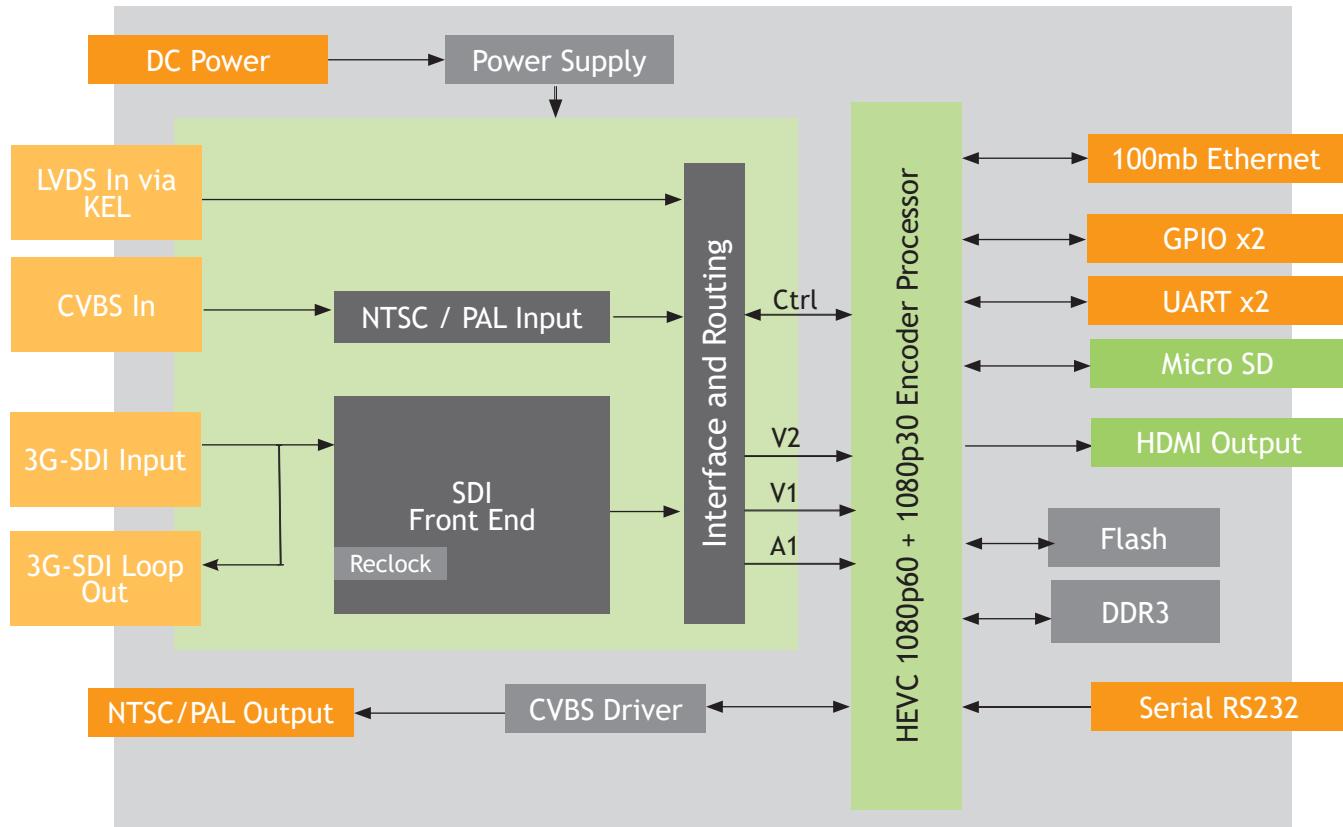 DC Power
Power Supply
LVDS In via
KEL
CVBS In
NTSC / PAL Input
3G-SDI Input
SDI
Front End
Reclock
3G-SDI Loop
Out
Interface and Routing
Ctrl
V2
V1
A1
HEVC 1080p60 + 1080p30 Encoder Processor
100mb Ethernet
GPIO x2
UART x2
Micro SD
HDMI Output
Flash
DDR3
Serial RS232
NTSC/PAL Output
CVBS Driver